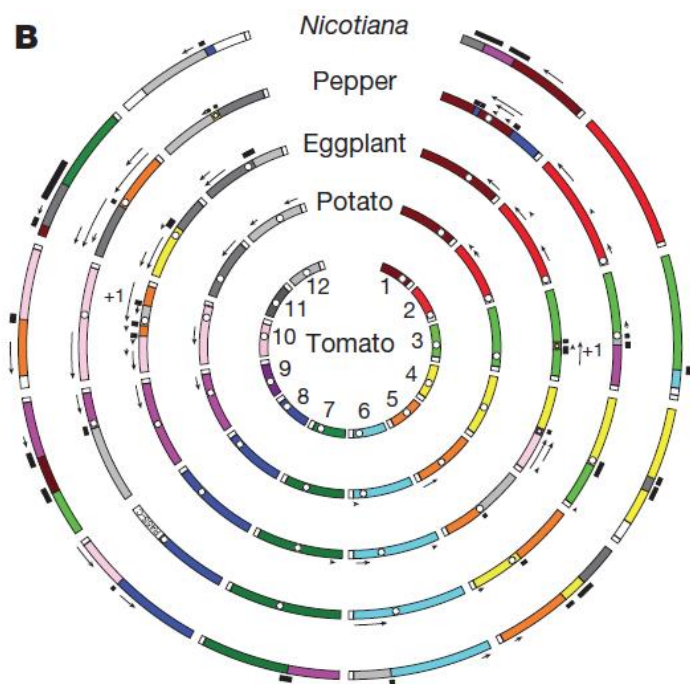 B
Nicotiana
Pepper
Eggplant
Potato
Tomato
1
2
3
4
5
6
7
8
9
10
11
12
+1
+1